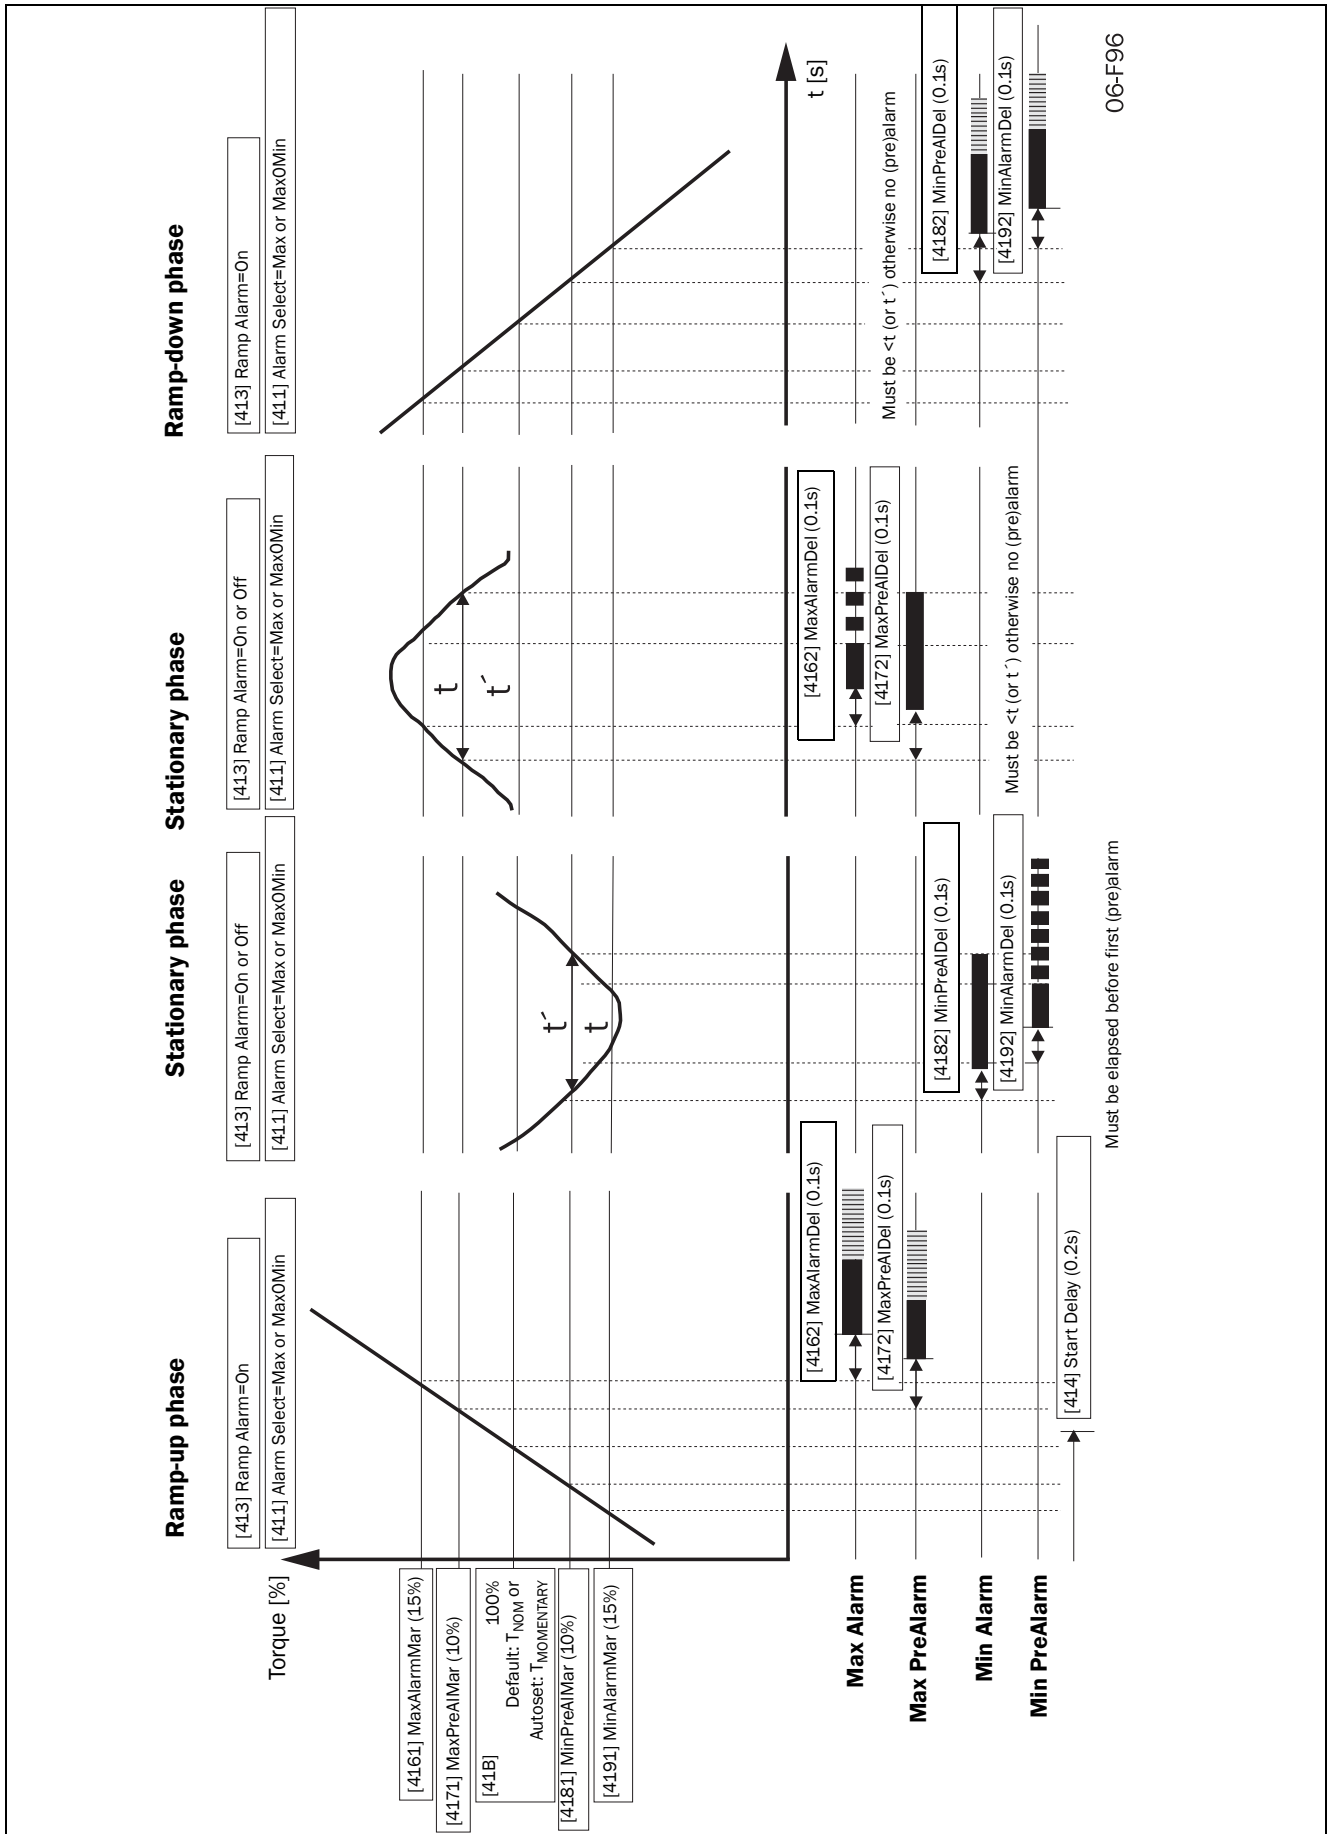 Ramp-up phase
[413] Ramp Alarm=On
[411] Alarm Select=Max or Max0Min
Stationary phase
[413] Ramp Alarm=On or Off
[411] Alarm Select=Max or Max0Min
Stationary phase
[413] Ramp Alarm=On or Off
[411] Alarm Select=Max or Max0Min
Ramp-down phase
[413] Ramp Alarm=On
[411] Alarm Select=Max or Max0Min
Torque [%]
[4161] MaxAlarmMar (15%)
[4171] MaxPreAlMar (10%)
[41B] 100%
Default: TNOM or
Autoset: TMOMENTARY
[4181] MinPreAlMar (10%)
[4191] MinAlarmMar (15%)
t´
t
t
t´
t [s]
Max Alarm
Max PreAlarm
Min Alarm
Min PreAlarm
[4162] MaxAlarmDel (0.1s)
[4172] MaxPreAlDel (0.1s)
[414] Start Delay (0.2s)
[4182] MinPreAlDel (0.1s)
[4192] MinAlarmDel (0.1s)
Must be elapsed before first (pre)alarm
[4162] MaxAlarmDel (0.1s)
[4172] MaxPreAlDel (0.1s)
Must be <t (or t´) otherwise no (pre)alarm
Must be <t (or t´) otherwise no (pre)alarm
[4182] MinPreAlDel (0.1s)
[4192] MinAlarmDel (0.1s)
06-F96